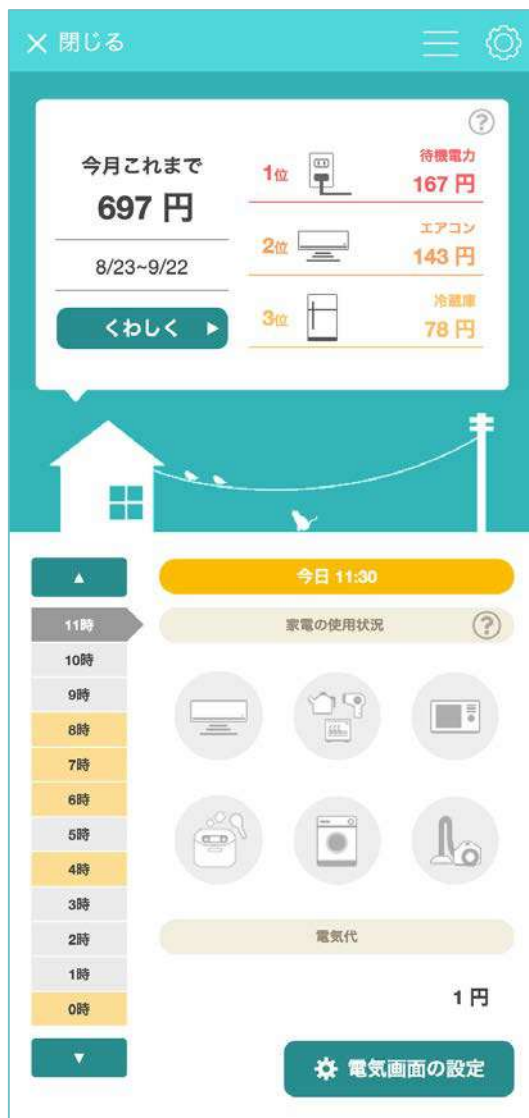 × 閉じる
?
今月これまで
697 円
8/23~9/22
くわしく ▶
1位
待機電力
167 円
2位
エアコン
143 円
3位
冷蔵庫
78 円
▲
11時
10時
9時
8時
7時
6時
5時
4時
3時
2時
1時
0時
▼
今日 11:30
家電の使用状況
?
電気代
1 円
電気画面の設定